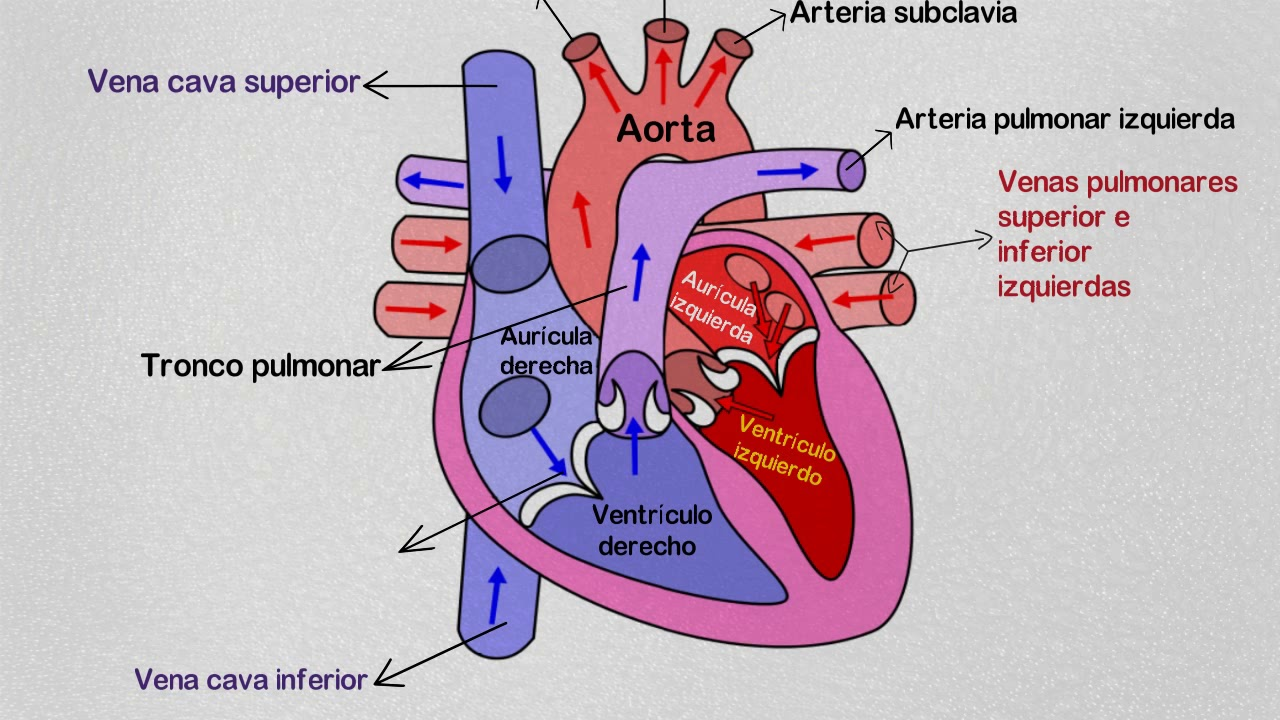 Arteria subclavia
Vena cava superior
Aorta
Arteria pulmonar izquierda
Venas pulmonares
superior e
inferior
izquierdas
Aurícula
izquierda
Aurícula
derecha
Tronco pulmonar
Ventrículo
izquierdo
Ventrículo
derecho
Vena cava inferior